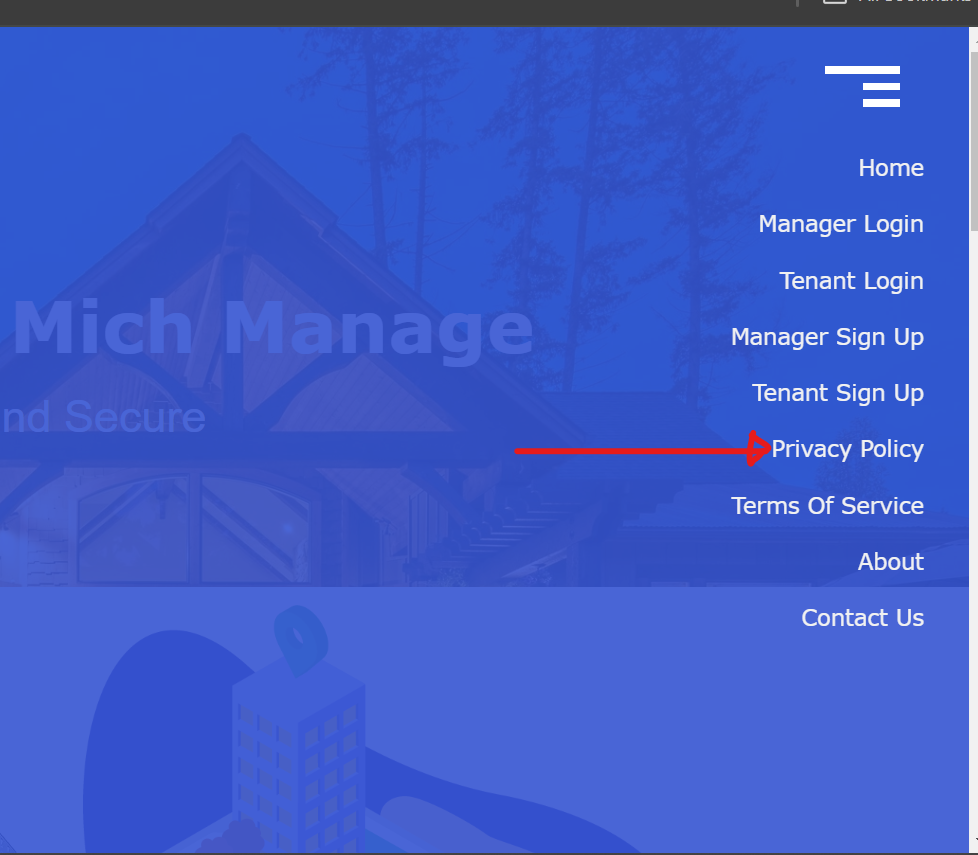 Home
Manager Login
Tenant Login
Mich Manage
Manager Sign Up
Tenant Sign Up
nd Secure
Privacy Policy
Terms Of Service
About
Contact Us